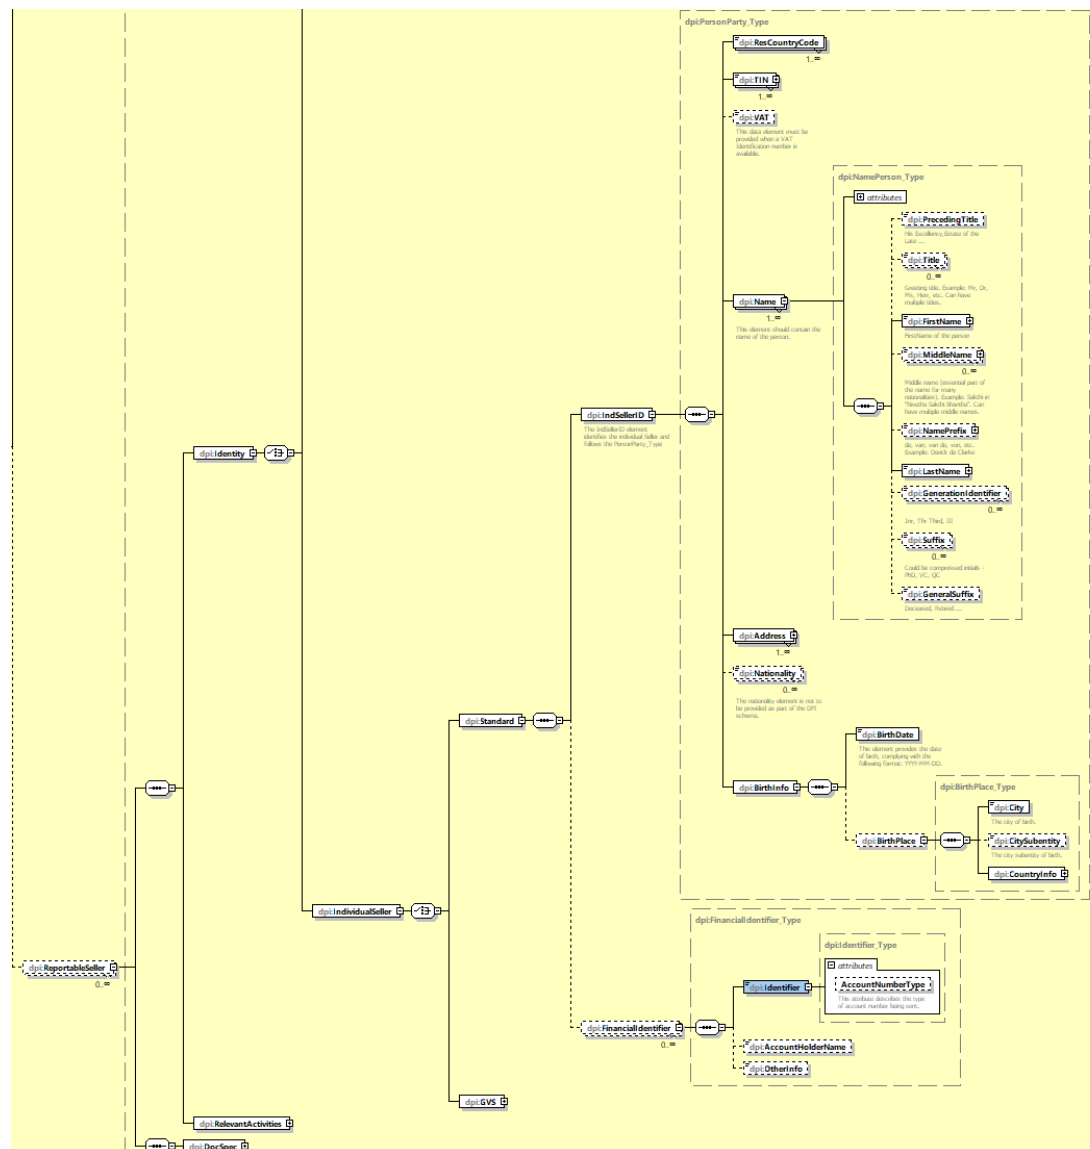 dpi:PersonParty_Type
dpi:ResCountryCode
1..∞
dpi:TIN
1..∞
dpi:VAT
This data element must be
provided when a VAT
Identification number is
available.
dpi:NamePerson_Type
attributes
dpi:PrecedingTitle
His Excellency,Estate of the
Late ...
dpi:Title
0..∞
Greeting title. Example: Mr, Dr,
Ms, Herr, etc. Can have
multiple titles.
dpi:Name
1..∞
This element should contain the
name of the person.
dpi:FirstName
FirstName of the person
dpi:MiddleName
0..∞
Middle name (essential part of
the name for many
nationalities). Example: Sakthi in
"Nivetha Sakthi Shantha". Can
have multiple middle names.
dpi:NamePrefix
de, van, van de, von, etc.
Example: Derick de Clarke
dpi:LastName
dpi:GenerationIdentifier
0..∞
Jnr, Thr Third, III
dpi:Suffix
0..∞
Could be compressed initials -
PhD, VC, QC
dpi:GeneralSuffix
Deceased, Retired ...
dpi:IndSellerID
The IndSellerID element
identifies the individual Seller and
follows the PersonParty_Type
dpi:Identity
dpi:Address
1..∞
dpi:Nationality
0..∞
The nationality element is not to
be provided as part of the DPI
schema.
dpi:Standard
dpi:BirthDate
This element provides the date
of birth, complying with the
following format: YYYY-MM-DD.
dpi:BirthInfo
dpi:BirthPlace_Type
dpi:City
The city of birth.
dpi:BirthPlace
dpi:CitySubentity
The city subentity of birth.
dpi:CountryInfo
dpi:IndividualSeller
dpi:FinancialIdentifier_Type
dpi:Identifier_Type
attributes
dpi:Identifier
AccountNumberType
This attribute describes the type
of account number being sent.
dpi:ReportableSeller
0..∞
dpi:FinancialIdentifier
0..∞
dpi:AccountHolderName
dpi:OtherInfo
dpi:GVS
dpi:RelevantActivities
dpi:DocSpec